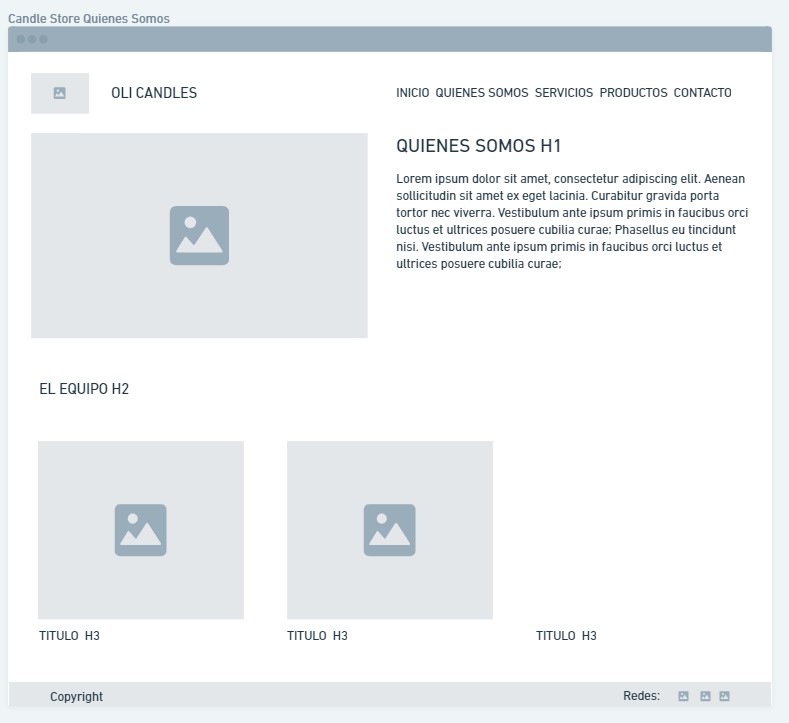 Candle Store Quienes Somos
OLI CANDLES
INICIO QUIENES SOMOS SERVICIOS PRODUCTOS CONTACTO
QUIENES SOMOS H1
Lorem ipsum dolor sit amet, consectetur adipiscing elit. Aenean
sollicitudin sit amet ex eget lacinia. Curabitur gravida porta
tortor nec viverra. Vestibulum ante ipsum primis in faucibus orci
luctus et ultrices posuere cubilia curae; Phasellus eu tincidunt
nisi. Vestibulum ante ipsum primis in faucibus orci luctus et
ultrices posuere cubilia curae;
EL EQUIPO H2
TITULO H3
TITULO H3
TITULO H3
Copyright
Redes: